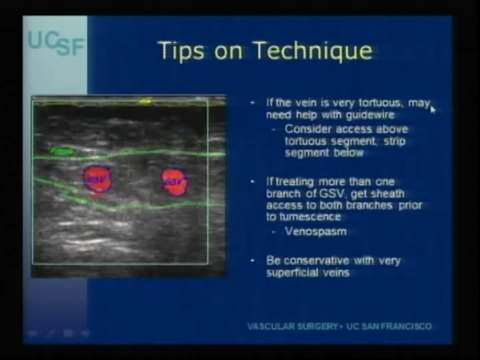 UCSF
Tips on Technique
If the vein is very tortuous, may
need help with guidewire
- Consider access above
tortuous segment, strip
segment below
If treating more than one
branch of GSV, get sheath
access to both branches prior
to tumescence
- Venospasm
Be conservative with very
superficial veins
GSV GSV
VASCULAR SURGERY • UC SAN FRANCISCO